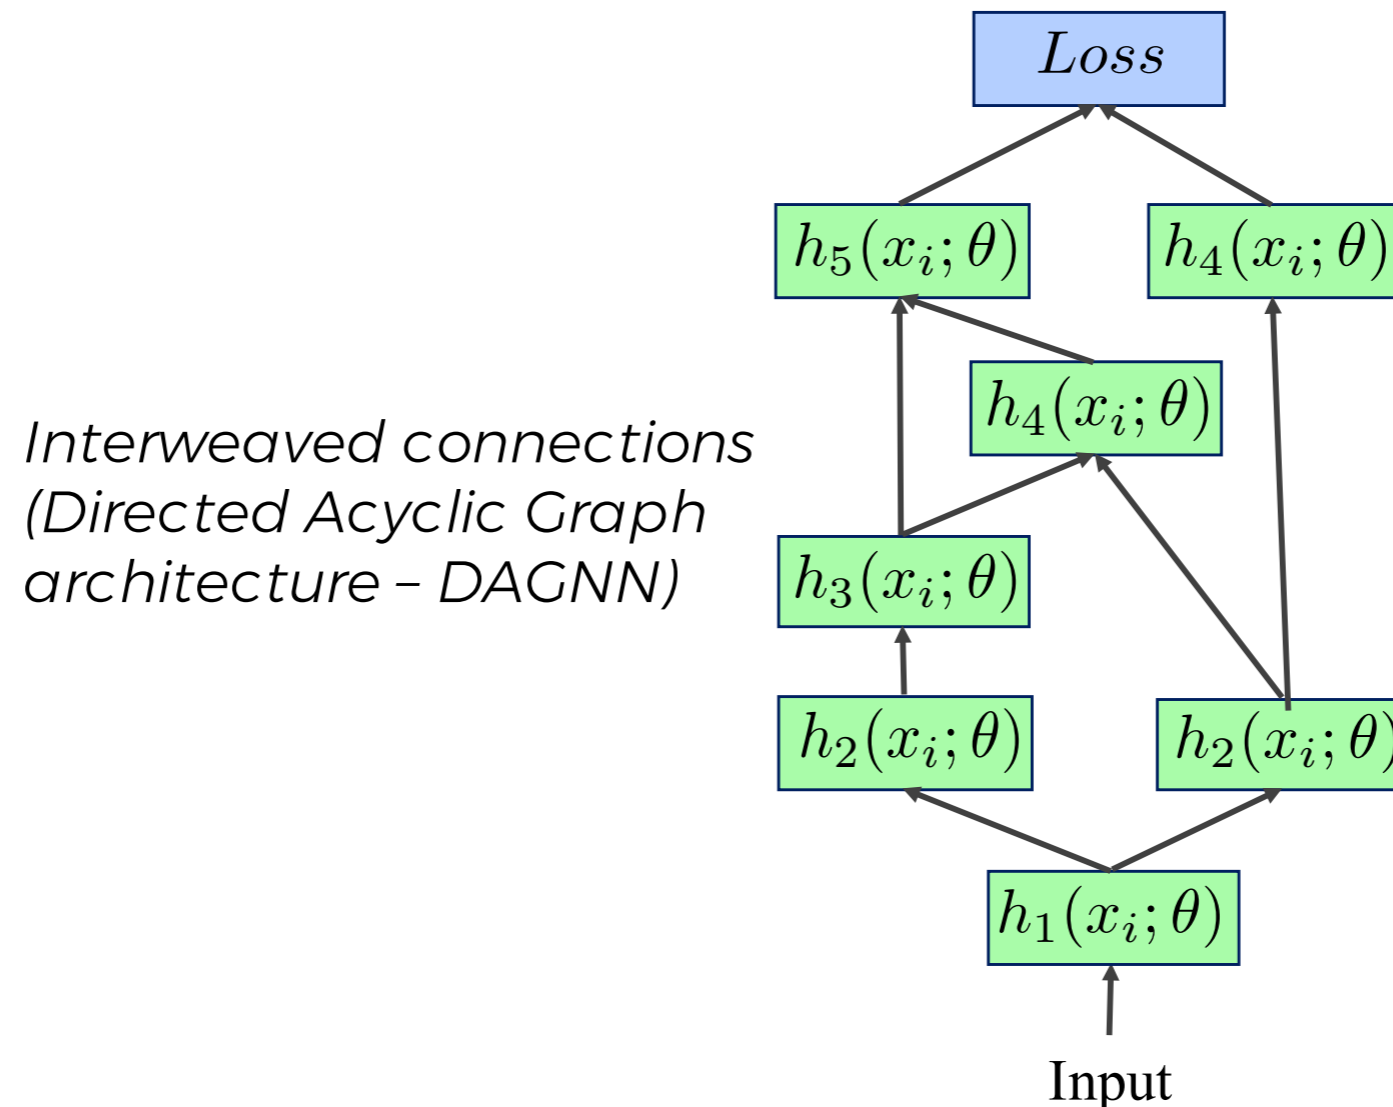 Loss
h₅(xᵢ; θ)
h₄(xᵢ; θ)
h₄(xᵢ; θ)
Interweaved connections
(Directed Acyclic Graph
architecture – DAGNN)
h₃(xᵢ; θ)
h₂(xᵢ; θ)
h₂(xᵢ; θ)
h₁(xᵢ; θ)
Input